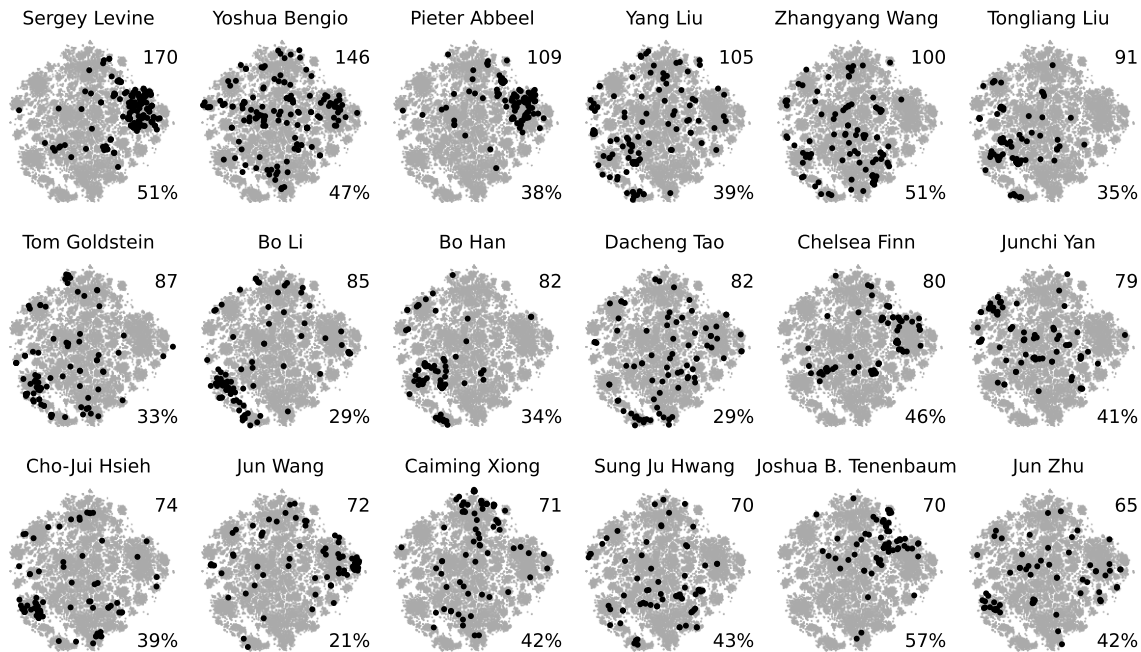 Sergey Levine Yoshua Bengio Pieter Abbeel Yang Liu Zhangyang Wang Tongliang Liu
170 146 109 105 100 91
51% 47% 38% 39% 51% 35%
Tom Goldstein Bo Li Bo Han Dacheng Tao Chelsea Finn Junchi Yan
87 85 82 82 80 79
33% 29% 34% 29% 46% 41%
Cho-Jui Hsieh Jun Wang Caiming Xiong Sung Ju Hwang Joshua B. Tenenbaum Jun Zhu
74 72 71 70 70 65
39% 21% 42% 43% 57% 42%